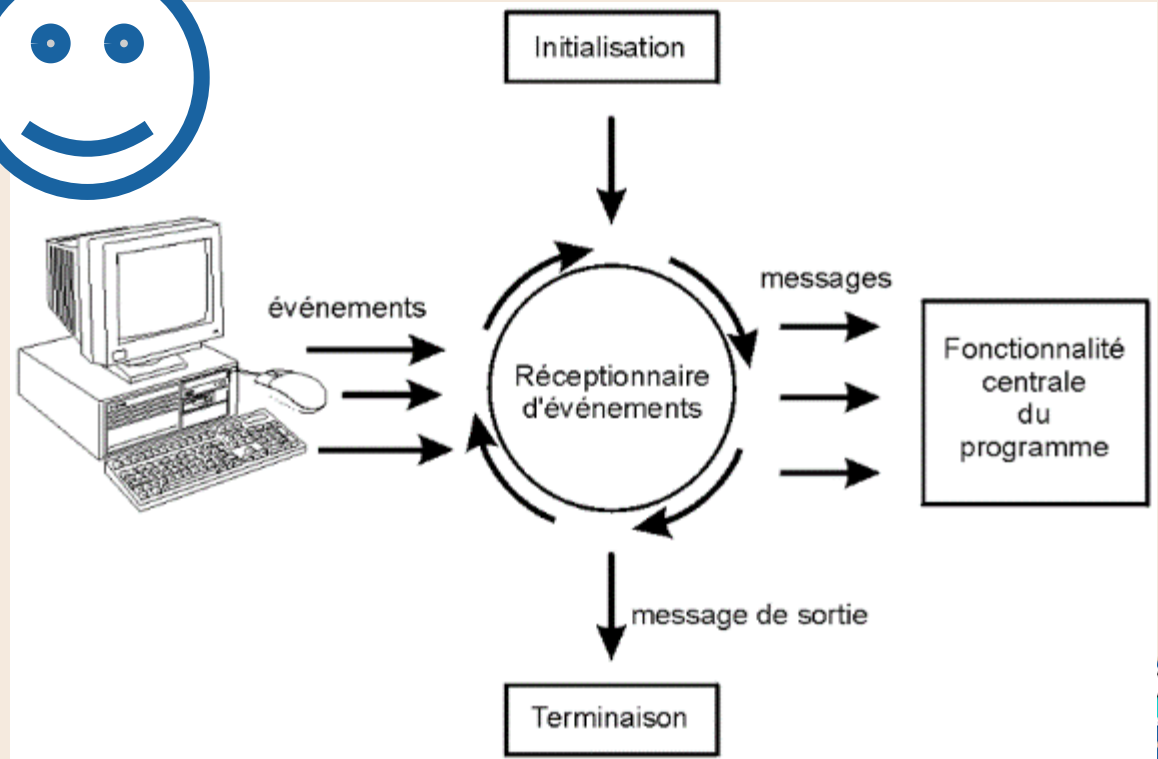 Initialisation
événements
messages
Réceptionnaire
d'événements
Fonctionnalité
centrale
du
programme
message de sortie
Terminaison